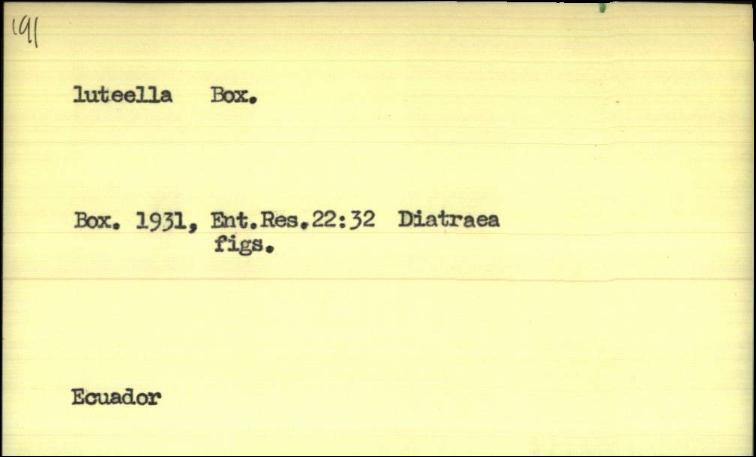 191
luteella Box.
Box. 1931, Ent.Res.22:32 Diatraea
figs.
Ecuador